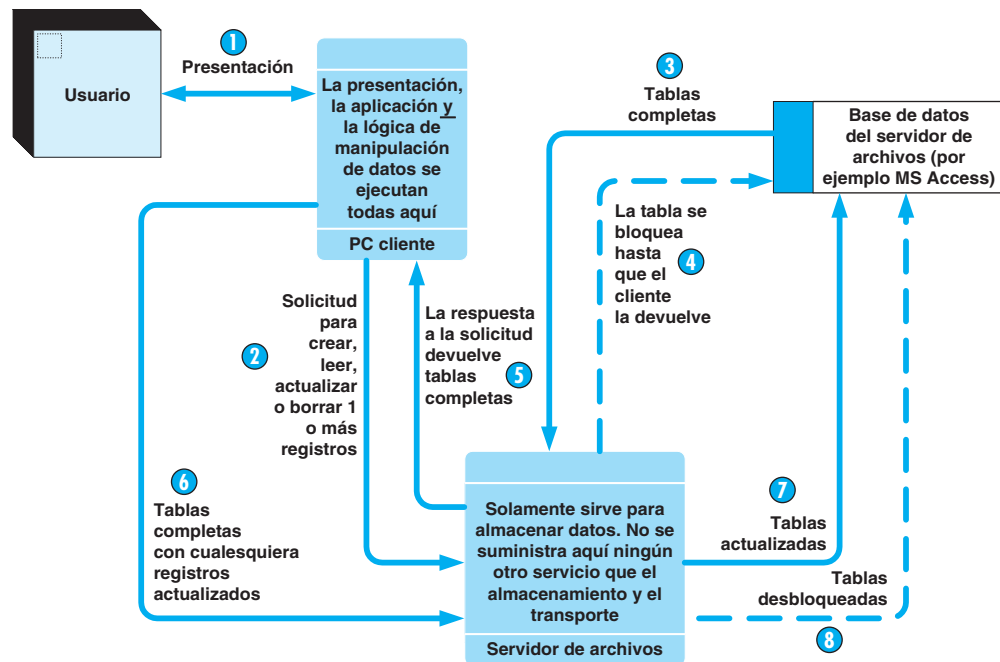 1
Presentación
Usuario
La presentación,
la aplicación y
la lógica de
manipulación
de datos se
ejecutan
todas aquí
PC cliente
3
Tablas
completas
Base de datos
del servidor de
archivos (por
ejemplo MS Access)
La tabla se
bloquea
hasta
que el
cliente
la devuelve
4
Solicitud
para
crear,
leer,
actualizar
o borrar 1
o más
registros
2
La respuesta
a la solicitud
devuelve
tablas
completas
5
6
Tablas
completas
con cualesquiera
registros
actualizados
Solamente sirve para
almacenar datos. No se
suministra aquí ningún
otro servicio que el
almacenamiento y el
transporte
Servidor de archivos
7
Tablas
actualizadas
Tablas
desbloqueadas
8